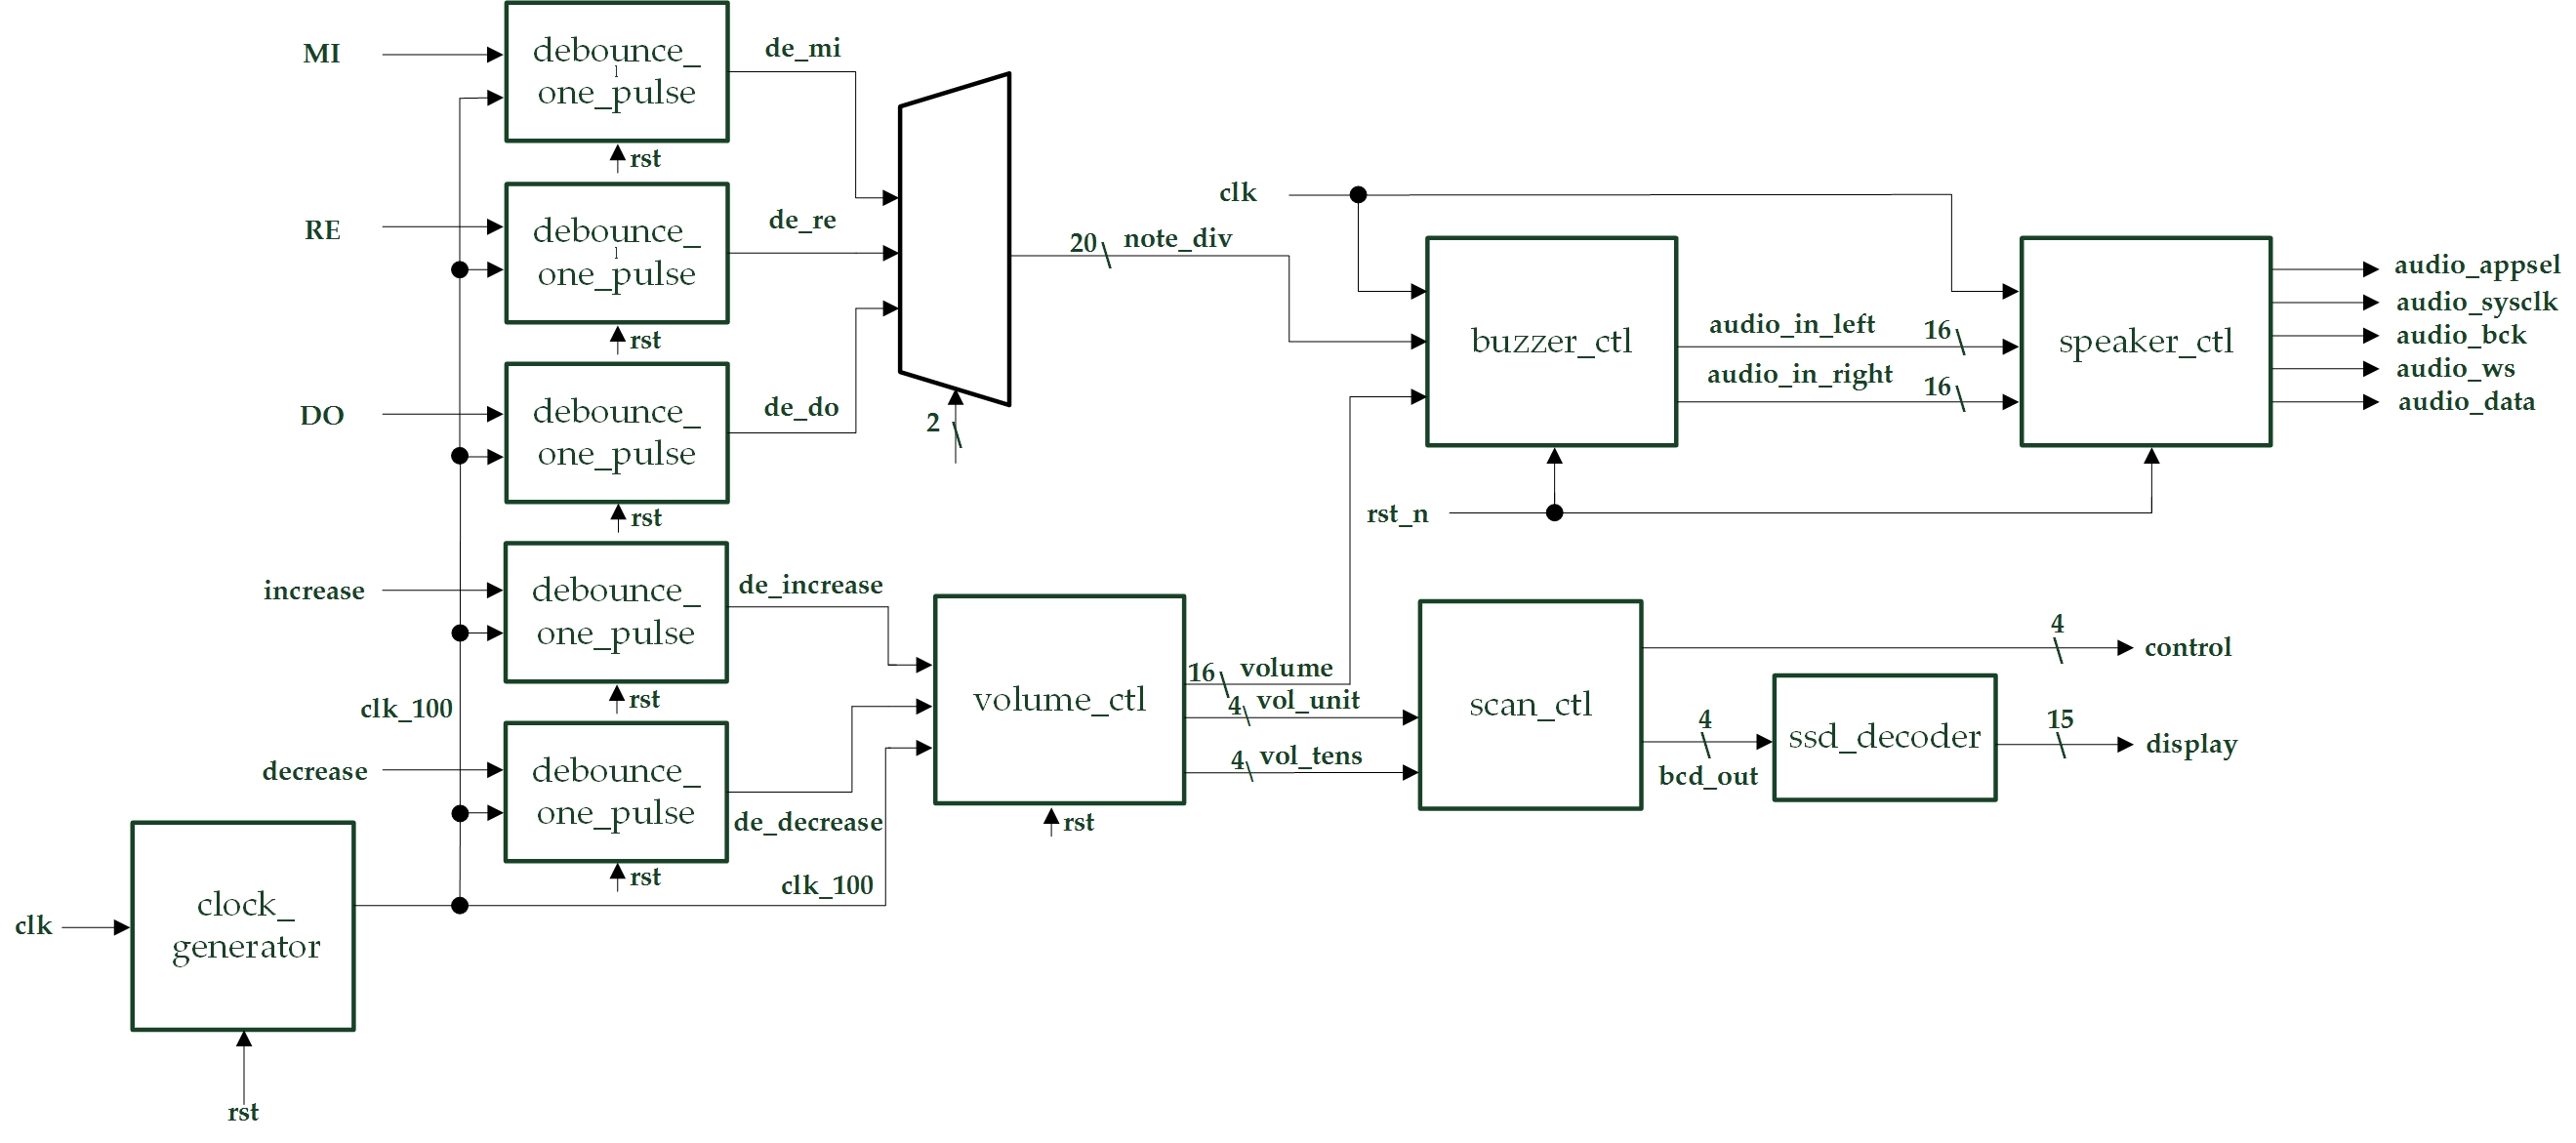 MI
debounce_
one_pulse
rst
de_mi
RE
debounce_
one_pulse
rst
de_re
DO
debounce_
one_pulse
rst
de_do
2
20
note_div
clk
buzzer_ctl
audio_in_left
16
audio_in_right
16
speaker_ctl
audio_appsel
audio_sysclk
audio_bck
audio_ws
audio_data
rst_n
increase
debounce_
one_pulse
rst
de_increase
clk_100
decrease
debounce_
one_pulse
rst
de_decrease
clk_100
volume_ctl
rst
16
volume
4
vol_unit
4
vol_tens
scan_ctl
4
control
4
bcd_out
ssd_decoder
15
display
clk
clock_
generator
rst